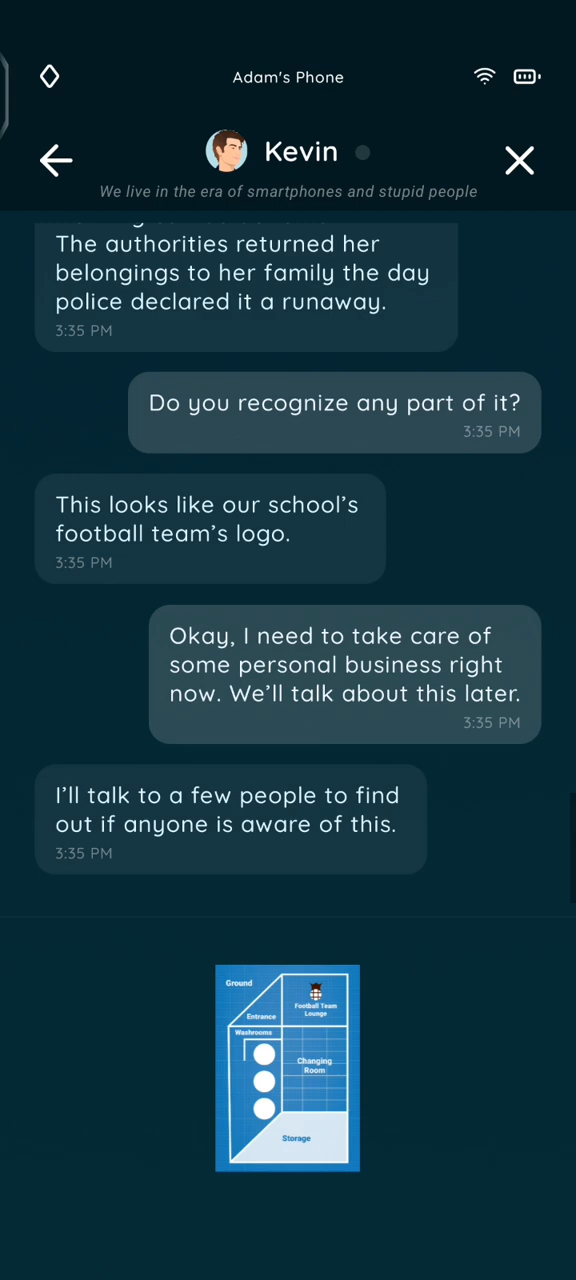 Adam's Phone
Kevin
We live in the era of smartphones and stupid people
The authorities returned her
belongings to her family the day
police declared it a runaway.
3:35 PM
Do you recognize any part of it?
3:35 PM
This looks like our school’s
football team’s logo.
3:35 PM
Okay, I need to take care of
some personal business right
now. We’ll talk about this later.
3:35 PM
I’ll talk to a few people to find
out if anyone is aware of this.
3:35 PM
Ground
Football Team
Lounge
Entrance
Washrooms
Changing
Room
Storage